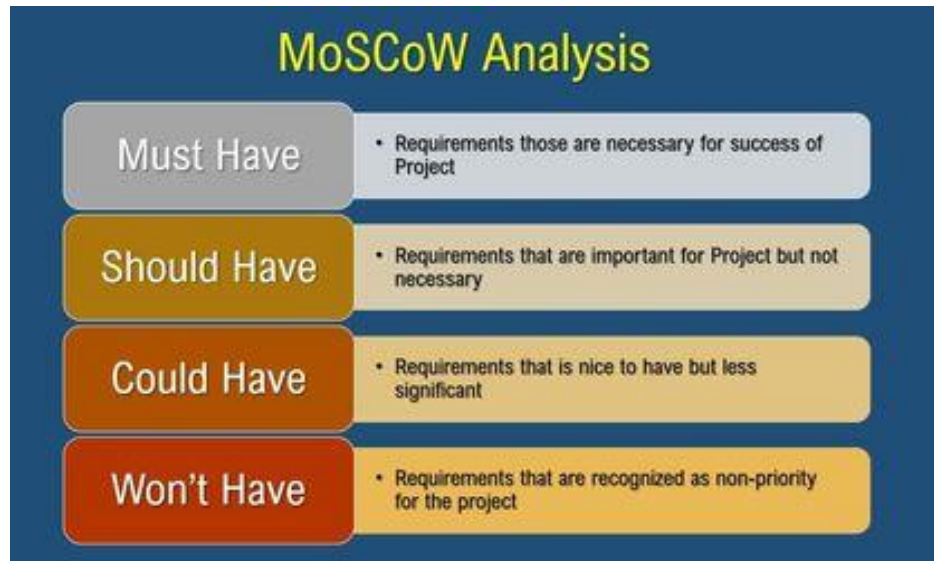 MoSCoW Analysis
Must Have
• Requirements those are necessary for success of
Project
Should Have
• Requirements that are important for Project but not
necessary
Could Have
• Requirements that is nice to have but less
significant
Won't Have
• Requirements that are recognized as non-priority
for the project